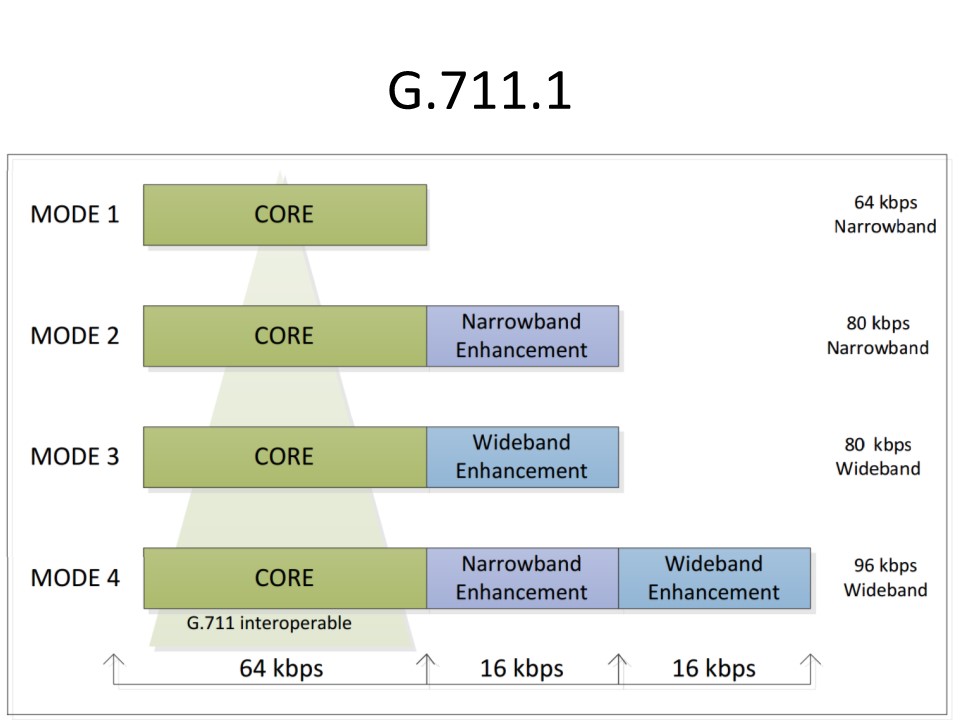 G.711.1
MODE 1
CORE
64 kbps
Narrowband
MODE 2
CORE
Narrowband
Enhancement
80 kbps
Narrowband
MODE 3
CORE
Wideband
Enhancement
80 kbps
Wideband
MODE 4
CORE
Narrowband
Enhancement
Wideband
Enhancement
96 kbps
Wideband
G.711 interoperable
64 kbps
16 kbps
16 kbps